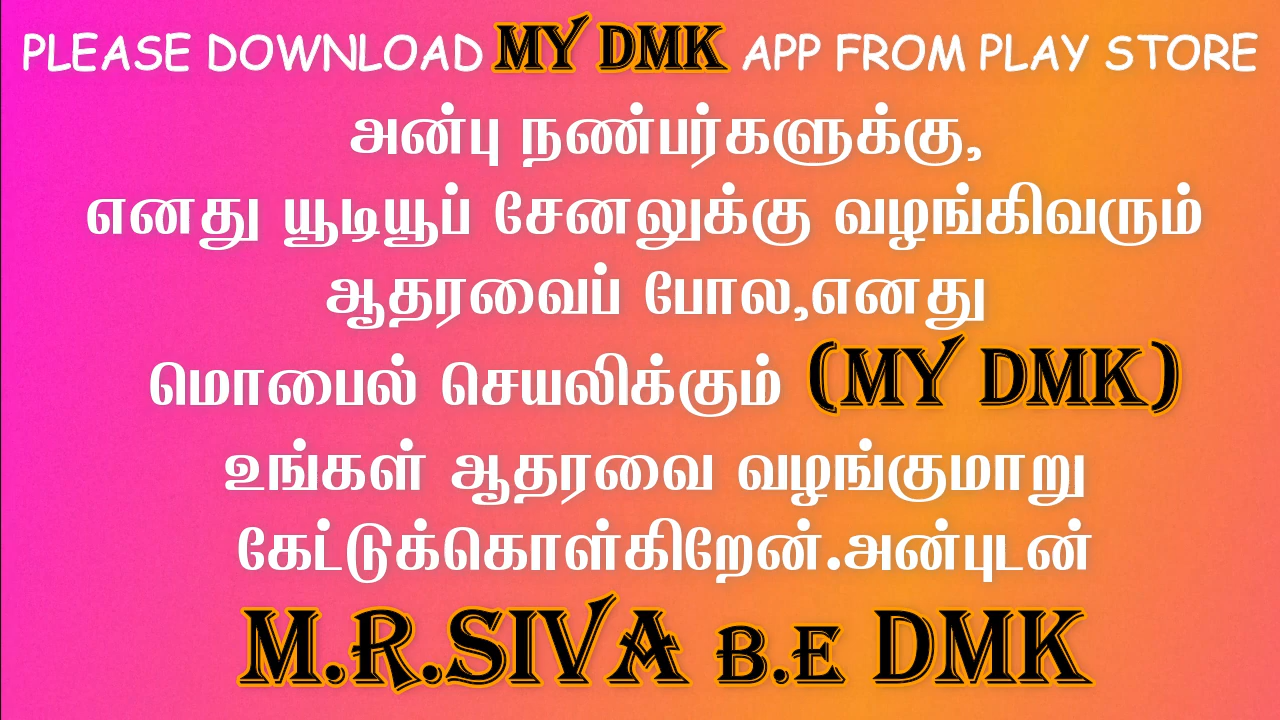 PLEASE DOWNLOAD MY DMK APP FROM PLAY STORE
அன்பு நண்பர்களுக்கு,
எனது யூடியூப் சேனலுக்கு வழங்கிவரும்
ஆதரவைப் போல,எனது
மொபைல் செயலிக்கும் (MY DMK)
உங்கள் ஆதரவை வழங்குமாறு
கேட்டுக்கொள்கிறேன்.அன்புடன்
M.R.SIVA B.E DMK